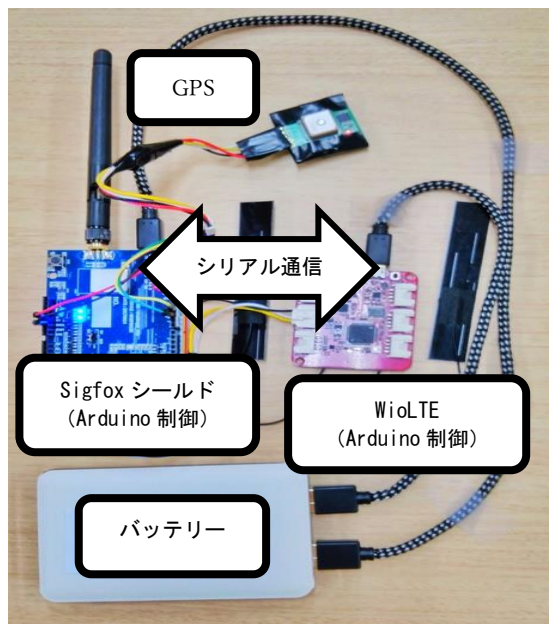 GPS
シリアル通信
Sigfox シールド
(Arduino 制御)
WioLTE
(Arduino 制御)
バッテリー